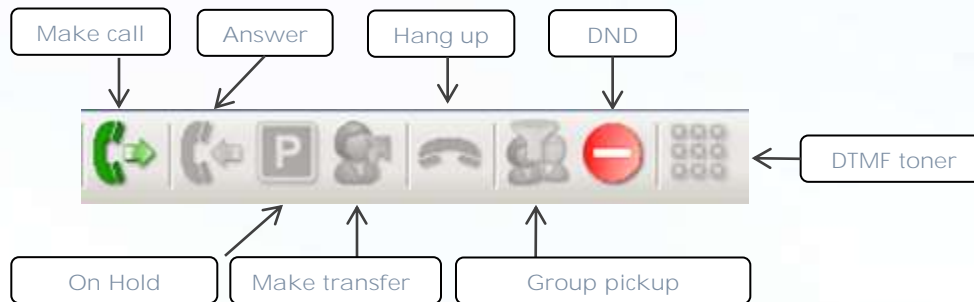 Make call
Answer
Hang up
DND
P
DTMF toner
On Hold
Make transfer
Group pickup